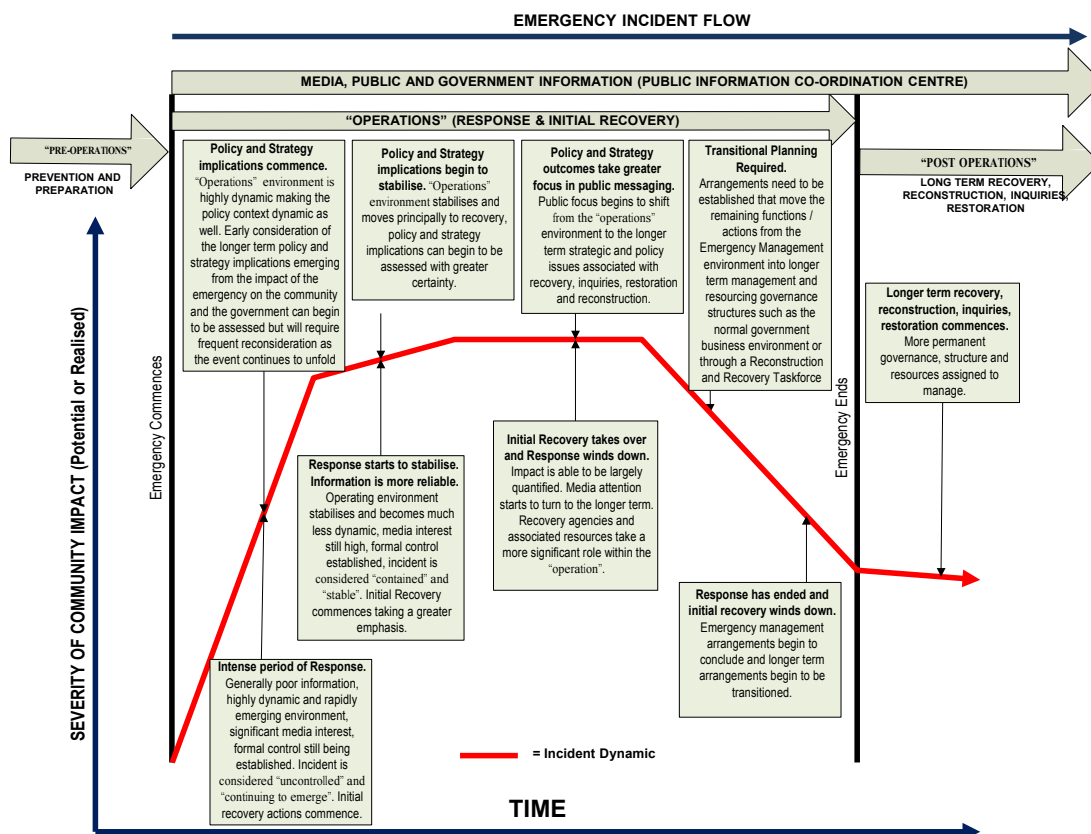 EMERGENCY INCIDENT FLOW
MEDIA, PUBLIC AND GOVERNMENT INFORMATION (PUBLIC INFORMATION CO-ORDINATION CENTRE)
"OPERATIONS" (RESPONSE & INITIAL RECOVERY)
"PRE-OPERATIONS"
PREVENTION AND
PREPARATION
"POST OPERATIONS"
LONG TERM RECOVERY,
RECONSTRUCTION, INQUIRIES,
RESTORATION
Policy and Strategy
implications commence.
"Operations" environment is
highly dynamic making the
policy context dynamic as
well. Early consideration of
the longer term policy and
strategy implications emerging
from the impact of the
emergency on the community
and the government can begin
to be assessed but will require
frequent reconsideration as
the event continues to unfold
Policy and Strategy
implications begin to
stabilise. "Operations"
environment stabilises and
moves principally to recovery,
policy and strategy
implications can begin to be
assessed with greater
certainty.
Policy and Strategy
outcomes take greater
focus in public messaging.
Public focus begins to shift
from the "operations"
environment to the longer
term strategic and policy
issues associated with
recovery, inquiries, restoration
and reconstruction.
Transitional Planning
Required.
Arrangements need to be
established that move the
remaining functions /
actions from the
Emergency Management
environment into longer
term management and
resourcing governance
structures such as the
normal government
business environment or
through a Reconstruction
and Recovery Taskforce
Longer term recovery,
reconstruction, inquiries,
restoration commences.
More permanent
governance, structure and
resources assigned to
manage.
SEVERITY OF COMMUNITY IMPACT (Potential or Realised)
Emergency Commences
Emergency Ends
Response starts to stabilise.
Information is more reliable.
Operating environment
stabilises and becomes much
less dynamic, media interest
still high, formal control
established, incident is
considered "contained" and
"stable". Initial Recovery
commences taking a greater
emphasis.
Initial Recovery takes over
and Response winds down.
Impact is able to be largely
quantified. Media attention
starts to turn to the longer term.
Recovery agencies and
associated resources take a
more significant role within the
"operation".
Response has ended and
initial recovery winds down.
Emergency management
arrangements begin to
conclude and longer term
arrangements begin to be
transitioned.
Intense period of Response.
Generally poor information,
highly dynamic and rapidly
emerging environment,
significant media interest,
formal control still being
established. Incident is
considered "uncontrolled" and
"continuing to emerge". Initial
recovery actions commence.
= Incident Dynamic
TIME